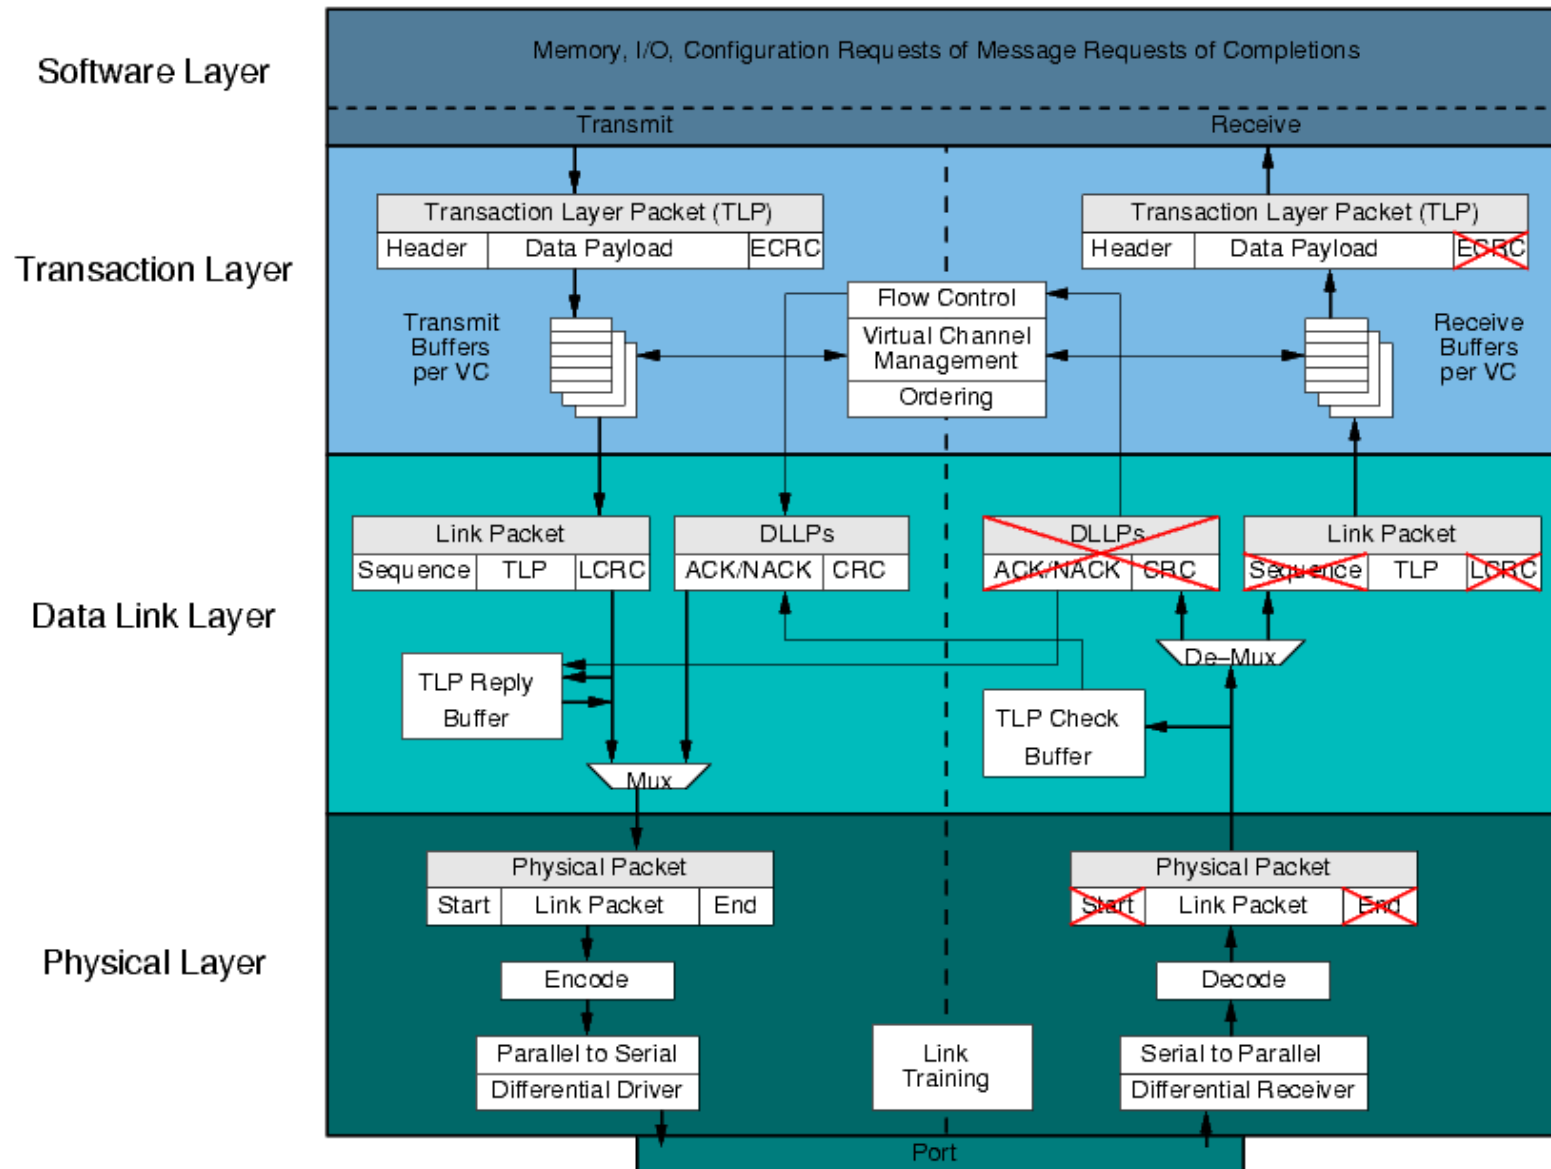 Software Layer
Memory, I/O, Configuration Requests of Message Requests of Completions
Transmit
Receive
Transaction Layer
Transaction Layer Packet (TLP)
Header Data Payload ECRC
Transaction Layer Packet (TLP)
Header Data Payload ECRC
Transmit
Buffers
per VC
Flow Control
Virtual Channel
Management
Ordering
Receive
Buffers
per VC
Data Link Layer
Link Packet
Sequence TLP LCRC
DLLPs
ACK/NACK CRC
DLLPs
ACK/NACK CRC
Link Packet
Sequence TLP LCRC
TLP Reply
Buffer
Mux
De–Mux
TLP Check
Buffer
Physical Layer
Physical Packet
Start Link Packet End
Encode
Parallel to Serial
Differential Driver
Link
Training
Physical Packet
Start Link Packet End
Decode
Serial to Parallel
Differential Receiver
Port